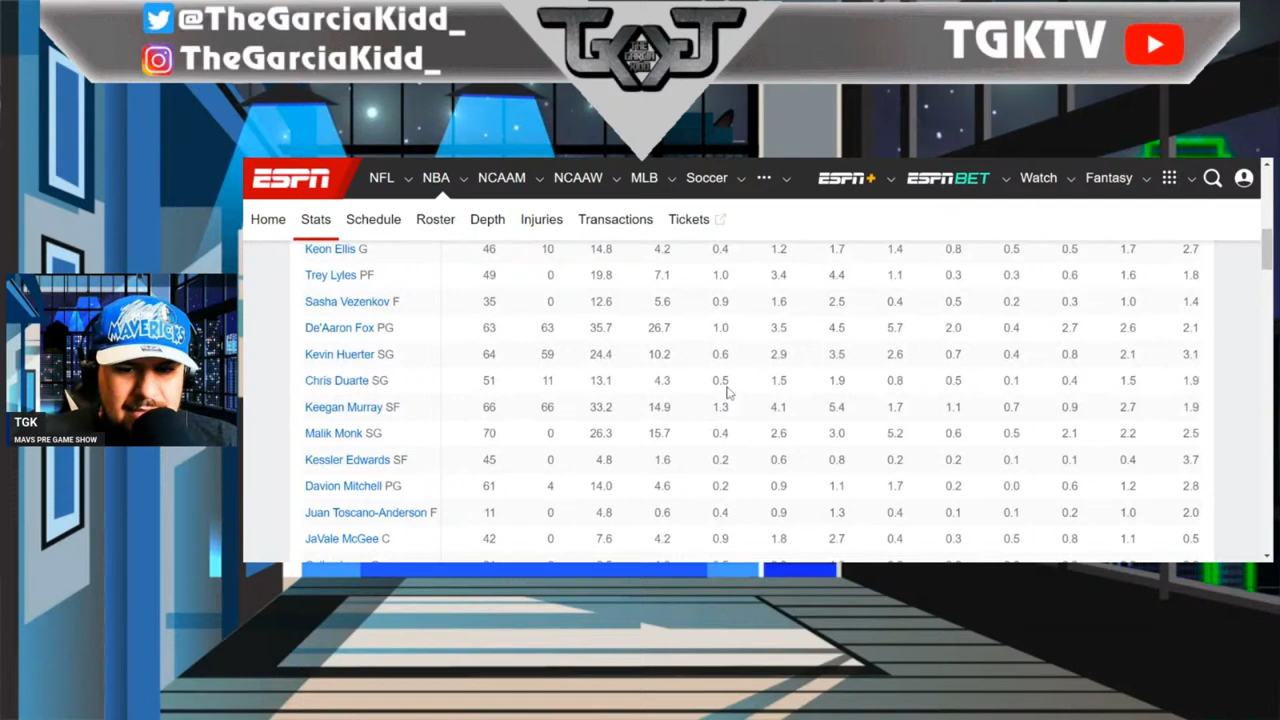 @TheGarciaKidd_
TheGarciaKidd_
THE GARCIA KIDD
TGKTV
ESPN NFL NBA NCAAM NCAAW MLB Soccer ESPN+ ESPN BET Watch Fantasy
Home Stats Schedule Roster Depth Injuries Transactions Tickets
Keon Ellis G 46 10 14.8 4.2 0.4 1.2 1.7 1.4 0.8 0.5 0.5 1.7 2.7
Trey Lyles PF 49 0 19.8 7.1 1.0 3.4 4.4 1.1 0.3 0.3 0.6 1.6 1.8
Sasha Vezenkov F 35 0 12.6 5.6 0.9 1.6 2.5 0.4 0.5 0.2 0.3 1.0 1.4
De'Aaron Fox PG 63 63 35.7 26.7 1.0 3.5 4.5 5.7 2.0 0.4 2.7 2.6 2.1
Kevin Huerter SG 64 59 24.4 10.2 0.6 2.9 3.5 2.6 0.7 0.4 0.8 2.1 3.1
Chris Duarte SG 51 11 13.1 4.3 0.5 1.5 1.9 0.8 0.5 0.1 0.4 1.5 1.9
Keegan Murray SF 66 66 33.2 14.9 1.3 4.1 5.4 1.7 1.1 0.7 0.9 2.7 1.9
Malik Monk SG 70 0 26.3 15.7 0.4 2.6 3.0 5.2 0.6 0.5 2.1 2.2 2.5
Kessler Edwards SF 45 0 4.8 1.6 0.2 0.6 0.8 0.2 0.2 0.1 0.1 0.4 3.7
Davion Mitchell PG 61 4 14.0 4.6 0.2 0.9 1.1 1.7 0.2 0.0 0.6 1.2 2.8
Juan Toscano-Anderson F 11 0 4.8 0.6 0.4 0.9 1.3 0.4 0.1 0.1 0.2 1.0 2.0
JaVale McGee C 42 0 7.6 4.2 0.9 1.8 2.7 0.4 0.3 0.5 0.8 1.1 0.5
MAVERICKS
TGK
MAVS PRE GAME SHOW